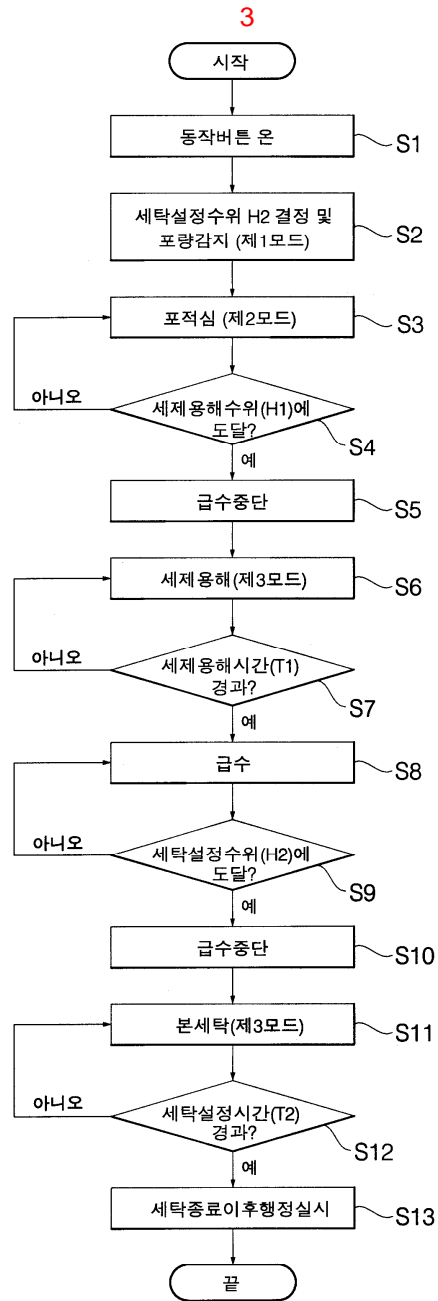 3
시작
동작버튼 온
S1
세탁설정수위 H2 결정 및
포량감지 (제1모드)
S2
포적심 (제2모드)
S3
아니오
세제용해수위(H1)에
도달?
S4
예
급수중단
S5
세제용해(제3모드)
S6
아니오
세제용해시간(T1)
경과?
S7
예
급수
S8
아니오
세탁설정수위(H2)에
도달?
S9
예
급수중단
S10
본세탁(제3모드)
S11
아니오
세탁설정시간(T2)
경과?
S12
예
세탁종료이후행정실시
S13
끝